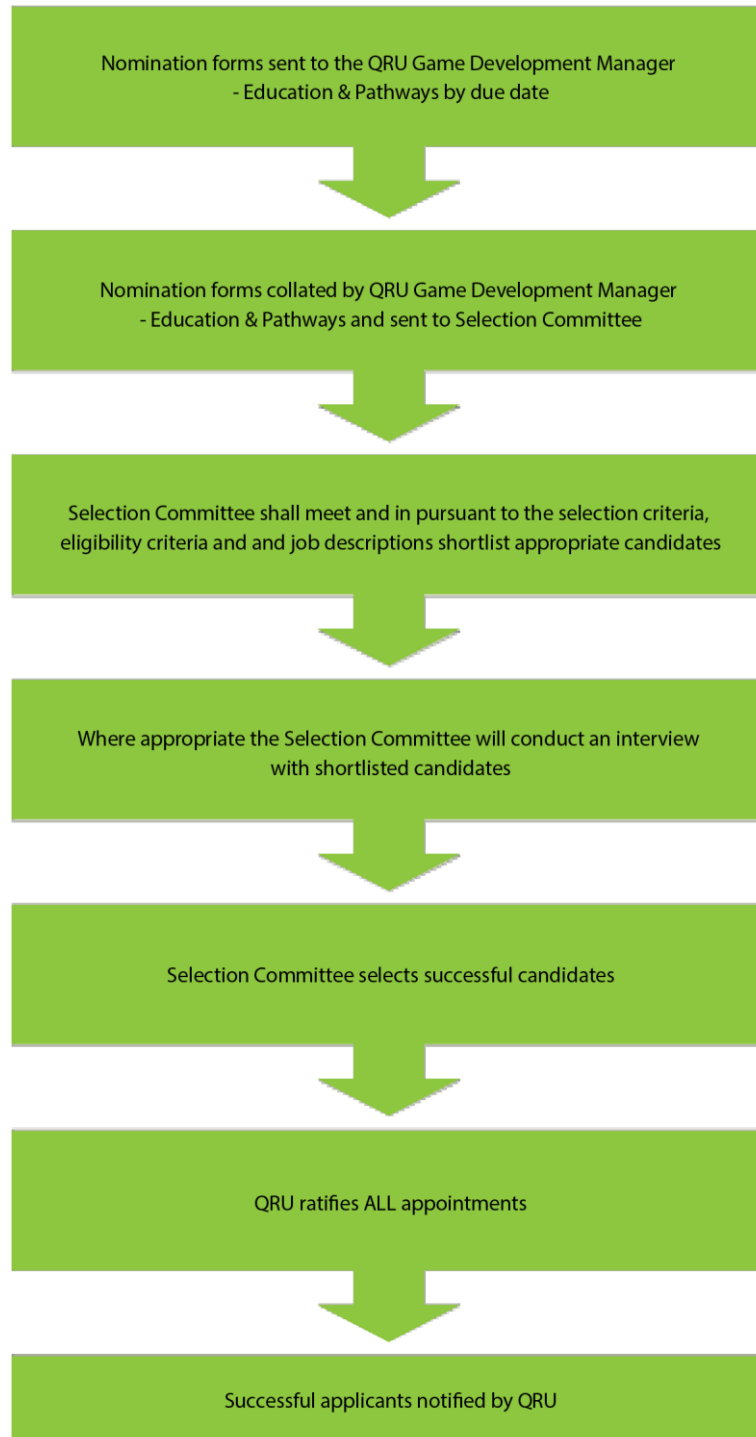 Nomination forms sent to the QRU Game Development Manager
- Education & Pathways by due date
Nomination forms collated by QRU Game Development Manager
- Education & Pathways and sent to Selection Committee
Selection Committee shall meet and in pursuant to the selection criteria,
eligibility criteria and and job descriptions shortlist appropriate candidates
Where appropriate the Selection Committee will conduct an interview
with shortlisted candidates
Selection Committee selects successful candidates
QRU ratifies ALL appointments
Successful applicants notified by QRU